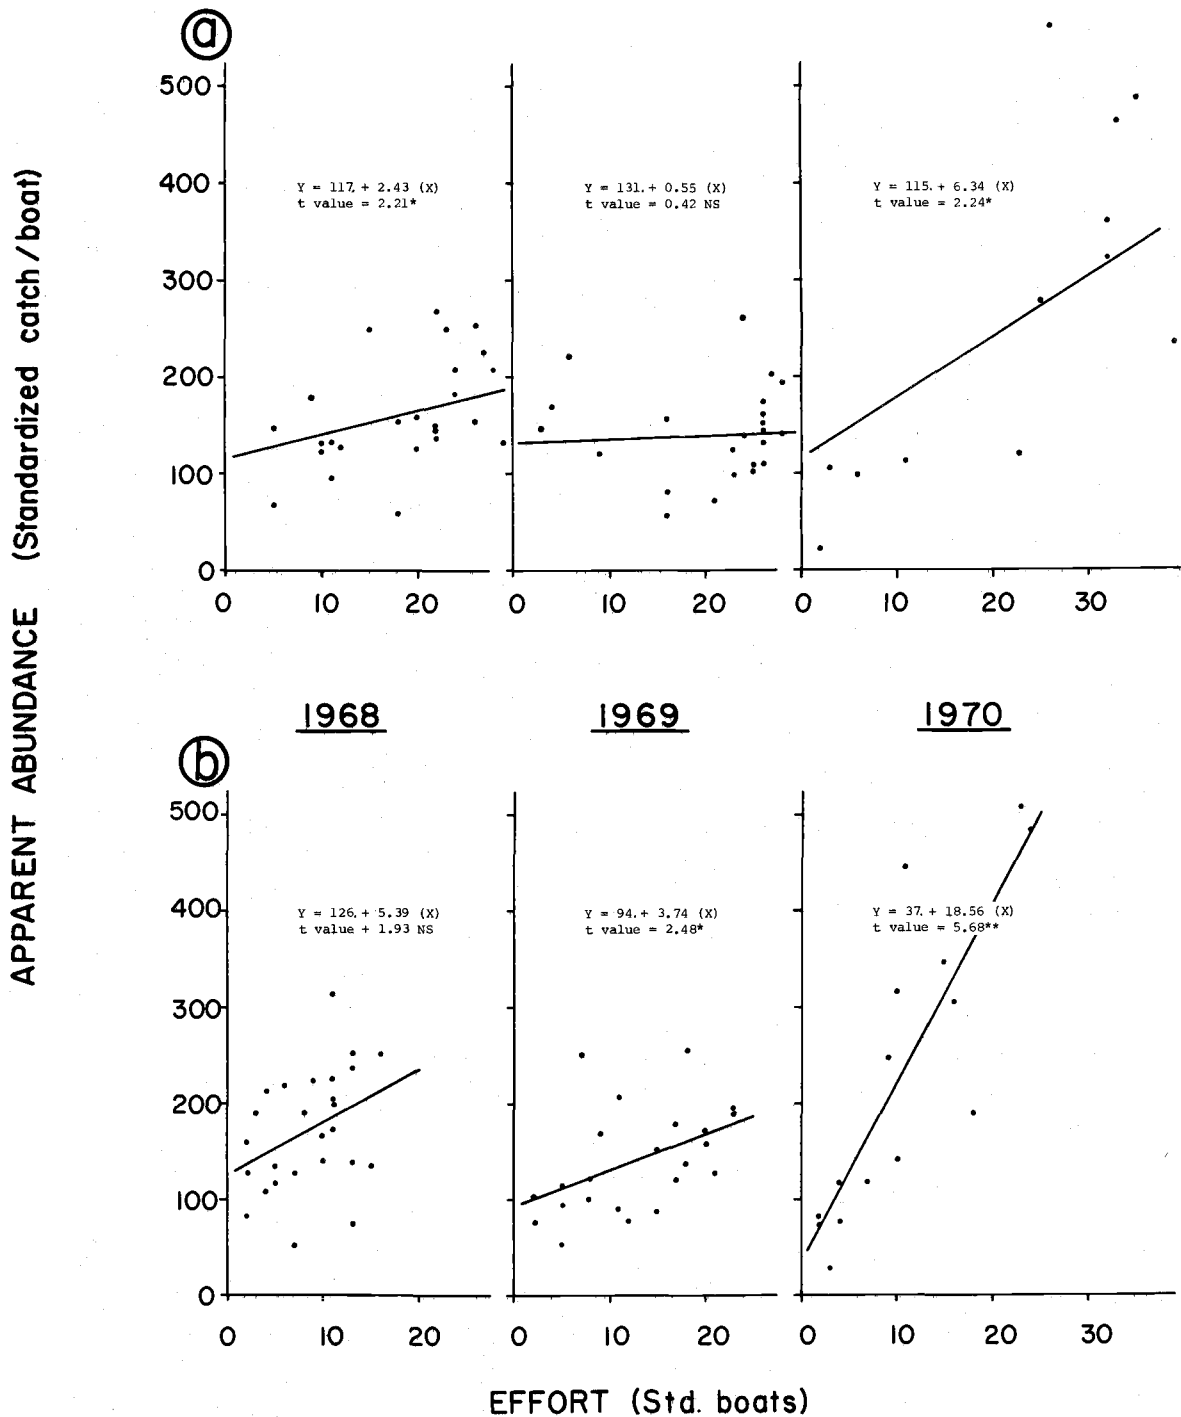 a
APPARENT ABUNDANCE (Standardized catch/boat)
500
400
300
200
100
0
Y = 117. + 2.43 (X)
t value = 2.21*
Y = 131. + 0.55 (X)
t value = 0.42 NS
Y = 115. + 6.34 (X)
t value = 2.24*
0 10 20 0 10 20 0 10 20 30
1968 1969 1970
b
500
400
300
200
100
0
Y = 126. + 5.39 (X)
t value + 1.93 NS
Y = 94. + 3.74 (X)
t value = 2.48*
Y = 37. + 18.56 (X)
t value = 5.68**
0 10 20 0 10 20 0 10 20 30
EFFORT (Std. boats)